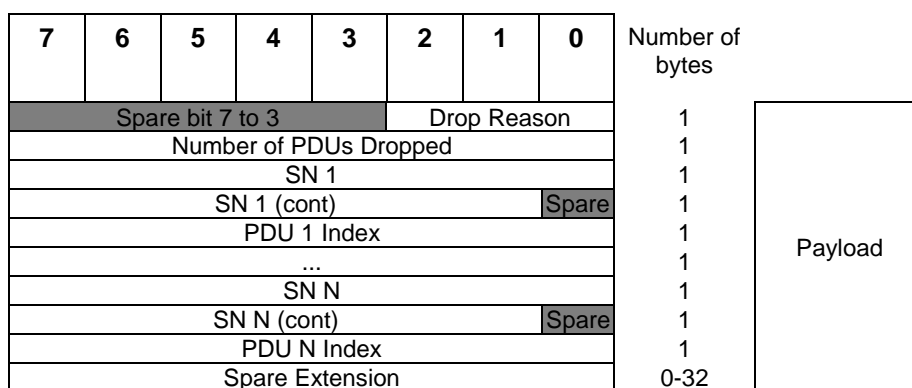 7 6 5 4 3 2 1 0 Number of bytes
Spare bit 7 to 3 Drop Reason 1
Number of PDUs Dropped 1
SN 1 1
SN 1 (cont) Spare 1
PDU 1 Index 1
... 1
SN N 1
SN N (cont) Spare 1
PDU N Index 1
Spare Extension 0-32
Payload